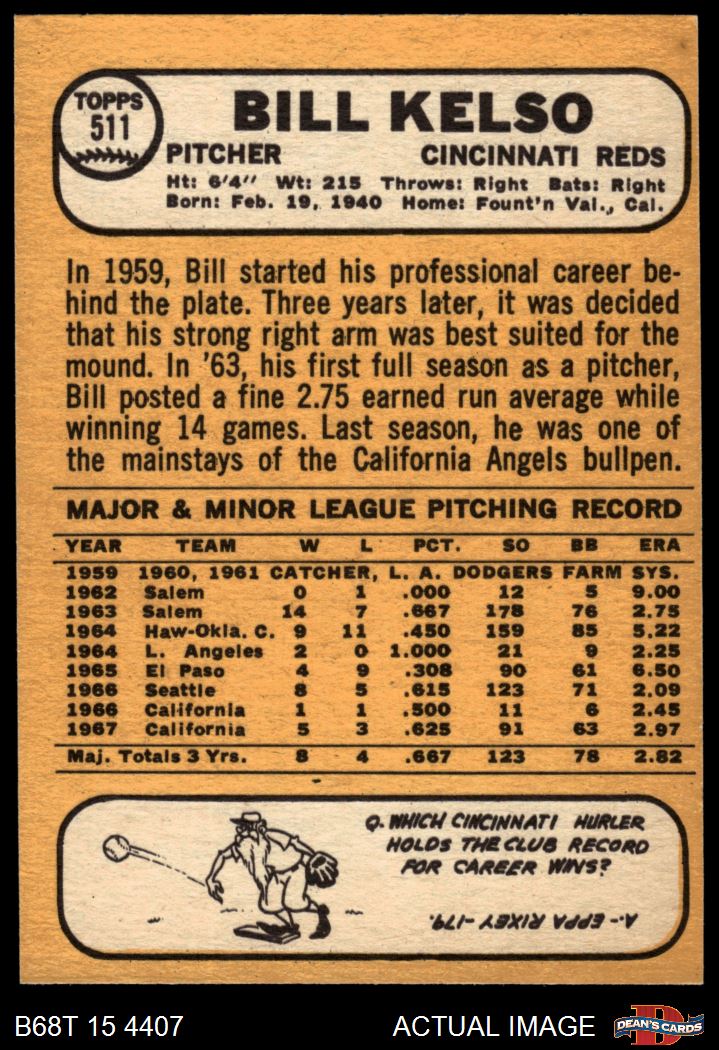 TOPPS
511
BILL KELSO
PITCHER CINCINNATI REDS
Ht: 6'4" Wt: 215 Throws: Right Bats: Right
Born: Feb. 19, 1940 Home: Fount'n Val., Cal.
In 1959, Bill started his professional career be-
hind the plate. Three years later, it was decided
that his strong right arm was best suited for the
mound. In '63, his first full season as a pitcher,
Bill posted a fine 2.75 earned run average while
winning 14 games. Last season, he was one of
the mainstays of the California Angels bullpen.
MAJOR & MINOR LEAGUE PITCHING RECORD
YEAR TEAM W L PCT. SO BB ERA
1959 1960, 1961 CATCHER, L. A. DODGERS FARM SYS.
1962 Salem 0 1 .000 12 5 9.00
1963 Salem 14 7 .667 178 76 2.75
1964 Haw-Okla. C. 9 11 .450 159 85 5.22
1964 L. Angeles 2 0 1.000 21 9 2.25
1965 El Paso 4 9 .308 90 61 6.50
1966 Seattle 8 5 .615 123 71 2.09
1966 California 1 1 .500 11 6 2.45
1967 California 5 3 .625 91 63 2.97
Maj. Totals 3 Yrs. 8 4 .667 123 78 2.82
Q. WHICH CINCINNATI HURLER
HOLDS THE CLUB RECORD
FOR CAREER WINS?
A.- EPPA RIXEY-179.
B68T 15 4407 ACTUAL IMAGE D DEAN'S CARDS